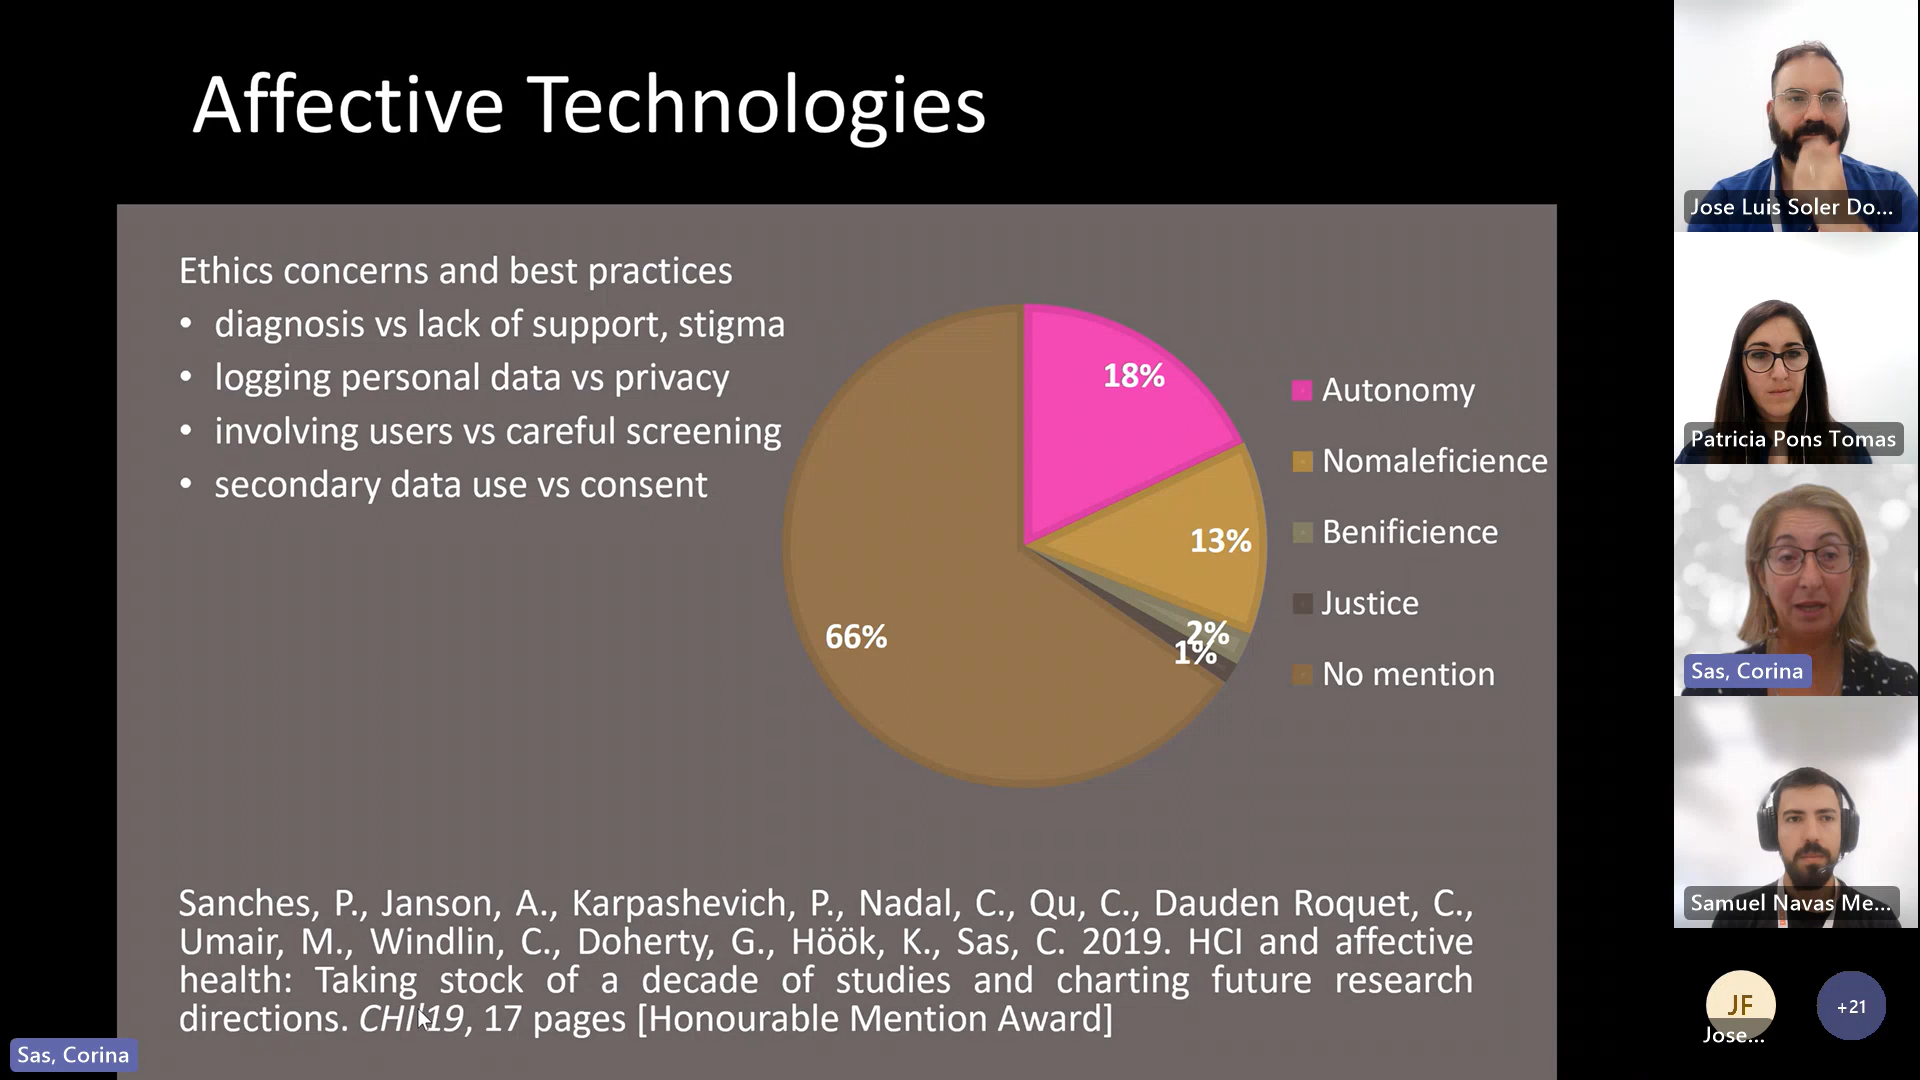 Affective Technologies
Ethics concerns and best practices
• diagnosis vs lack of support, stigma
• logging personal data vs privacy
• involving users vs careful screening
• secondary data use vs consent
18%
13%
2%
1%
66%
Autonomy
Nomaleficience
Benificience
Justice
No mention
Sanches, P., Janson, A., Karpashevich, P., Nadal, C., Qu, C., Dauden Roquet, C.,
Umair, M., Windlin, C., Doherty, G., Höök, K., Sas, C. 2019. HCI and affective
health: Taking stock of a decade of studies and charting future research
directions. CHI'19, 17 pages [Honourable Mention Award]
Sas, Corina
Jose Luis Soler Do...
Patricia Pons Tomas
Sas, Corina
Samuel Navas Me...
JF
Jose...
+21